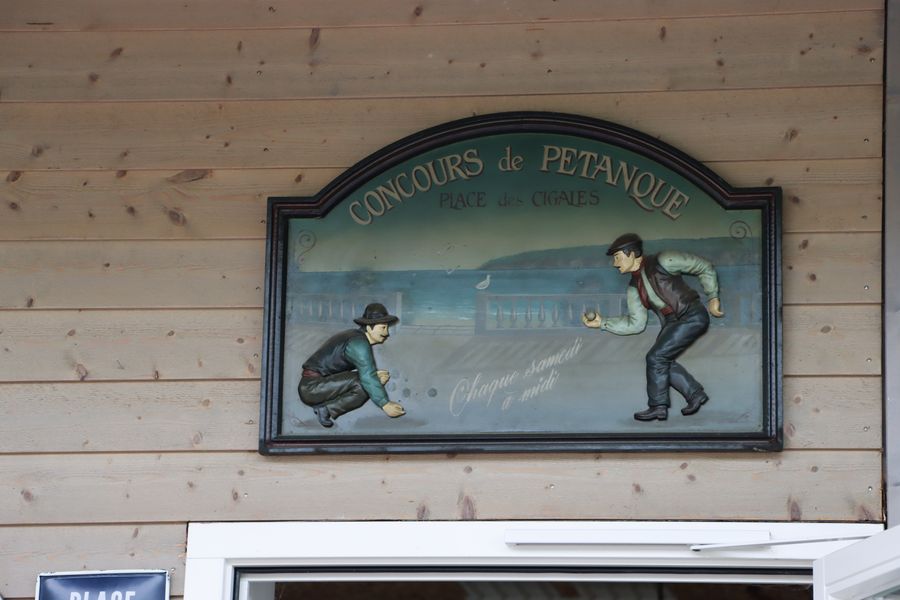 CONCOURS de PETANQUE
PLACE des CIGALES
Chaque samedi
à midi
PLACE